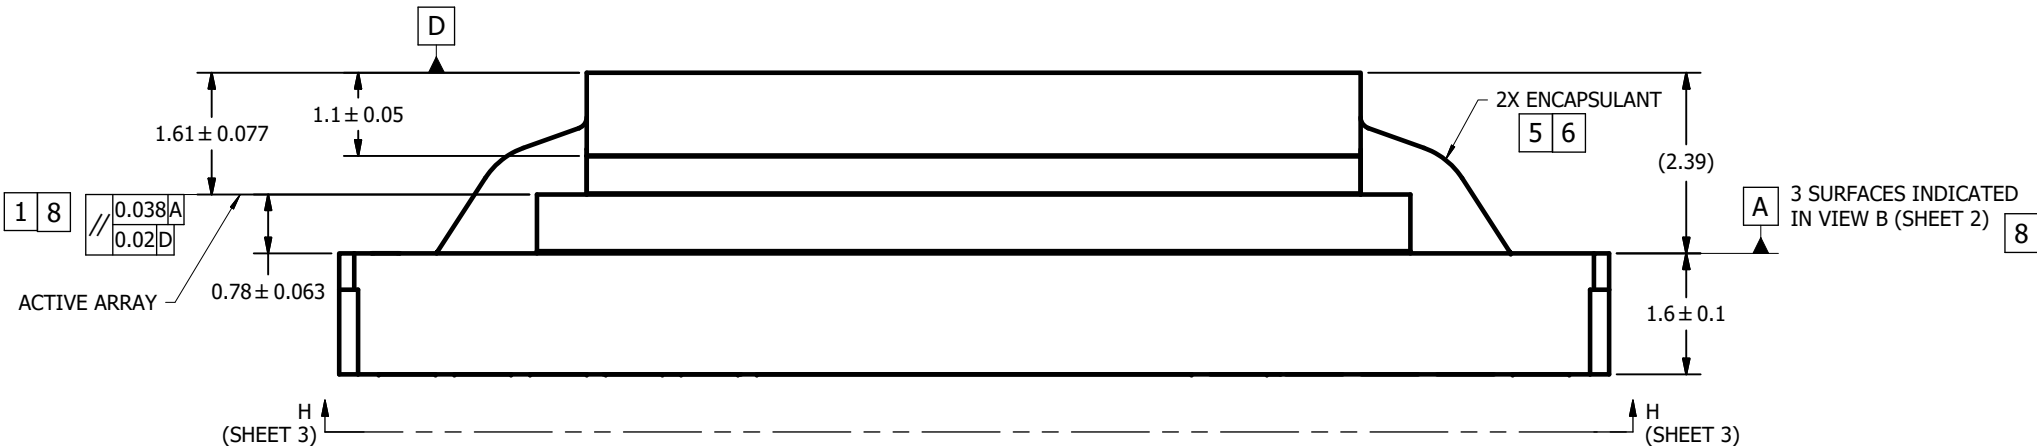 D
1.1 ± 0.05
1.61 ± 0.077
2X ENCAPSULANT
5 6
(2.39)
1 8
// 0.038 A
0.02 D
A
3 SURFACES INDICATED
IN VIEW B (SHEET 2)
8
0.78 ± 0.063
ACTIVE ARRAY
1.6 ± 0.1
H
(SHEET 3)
H
(SHEET 3)